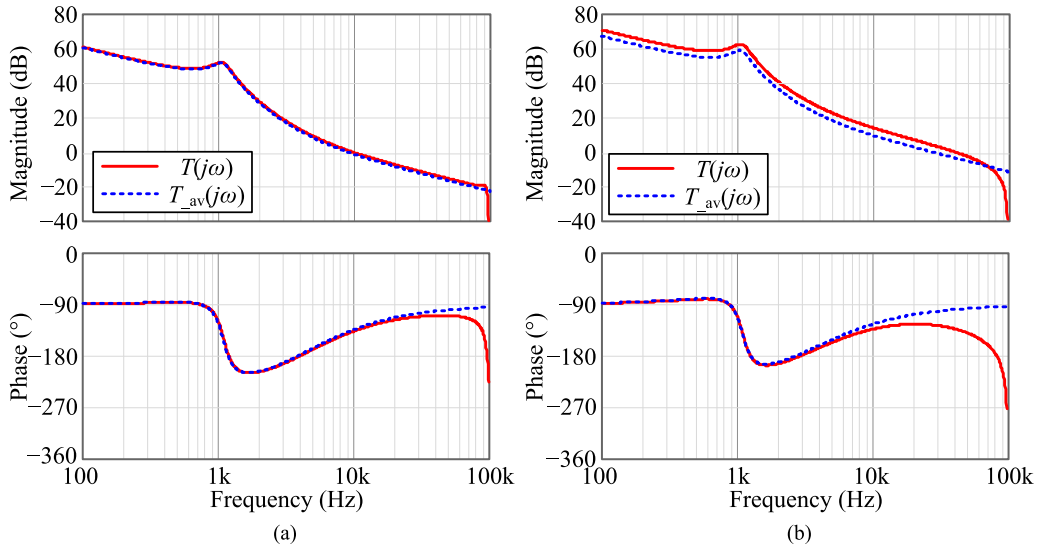 80
60
40
20
0
−20
−40
Magnitude (dB)
T(jω)
T_av(jω)
0
−90
−180
−270
−360
Phase (°)
100
1k
10k
100k
Frequency (Hz)
(a)
80
60
40
20
0
−20
−40
Magnitude (dB)
T(jω)
T_av(jω)
0
−90
−180
−270
−360
Phase (°)
100
1k
10k
100k
Frequency (Hz)
(b)